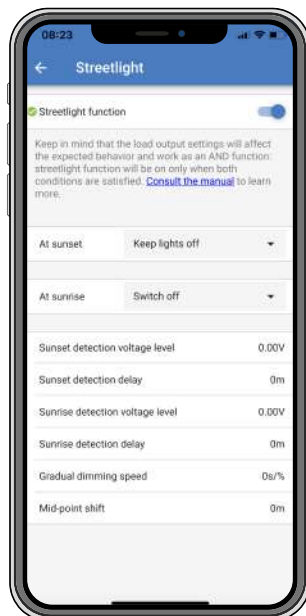 08:23
Streetlight
Streetlight function
Keep in mind that the load output settings will affect
the expected behavior and work as an AND function:
streetlight function will be on only when both
conditions are satisfied. Consult the manual to learn
more.
At sunset Keep lights off
At sunrise Switch off
Sunset detection voltage level 0.00V
Sunset detection delay 0m
Sunrise detection voltage level 0.00V
Sunrise detection delay 0m
Gradual dimming speed 0s/%
Mid-point shift 0m